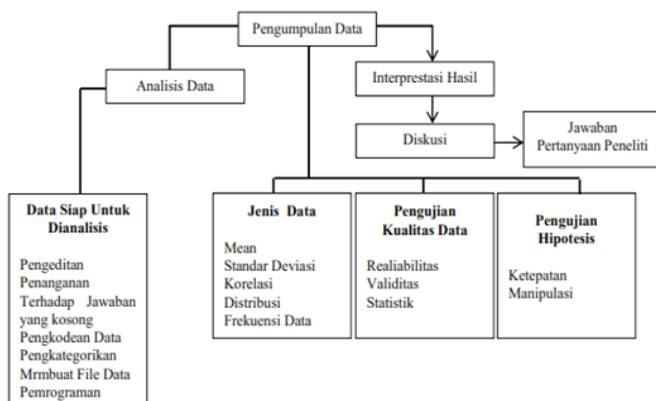 Pengumpulan Data
Analisis Data
Interprestasi Hasil
Diskusi
Jawaban
Pertanyaan Peneliti
Data Siap Untuk
Dianalisis
Pengeditan
Penanganan
Terhadap Jawaban
yang kosong
Pengkodean Data
Pengkategorikan
Mrmbuat File Data
Pemrograman
Jenis Data
Mean
Standar Deviasi
Korelasi
Distribusi
Frekuensi Data
Pengujian
Kualitas Data
Realiabilitas
Validitas
Statistik
Pengujian
Hipotesis
Ketepatan
Manipulasi